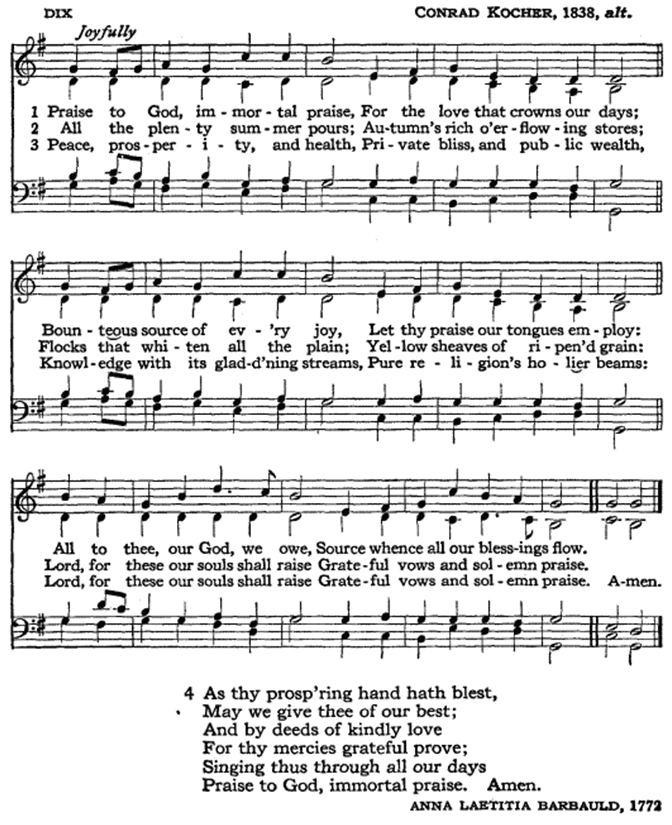 DIX CONRAD KOCHER, 1838, alt.
Joyfully
1 Praise to God, im - mor - tal praise, For the love that crowns our days;
2 All the plen - ty sum - mer pours; Au-tumn's rich o'er - flow - ing stores;
3 Peace, pros - per - i - ty, and health, Pri - vate bliss, and pub - lic wealth,
Boun - teous source of ev - 'ry joy, Let thy praise our tongues em - ploy:
Flocks that whi - ten all the plain; Yel - low sheaves of ri - pen'd grain:
Knowl - edge with its glad-d'ning streams, Pure re - li - gion's ho - lier beams:
All to thee, our God, we owe, Source whence all our bless-ings flow.
Lord, for these our souls shall raise Grate-ful vows and sol - emn praise.
Lord, for these our souls shall raise Grate-ful vows and sol - emn praise. A-men.
4 As thy prosp'ring hand hath blest,
May we give thee of our best;
And by deeds of kindly love
For thy mercies grateful prove;
Singing thus through all our days
Praise to God, immortal praise. Amen.
ANNA LAETITIA BARBAULD, 1772